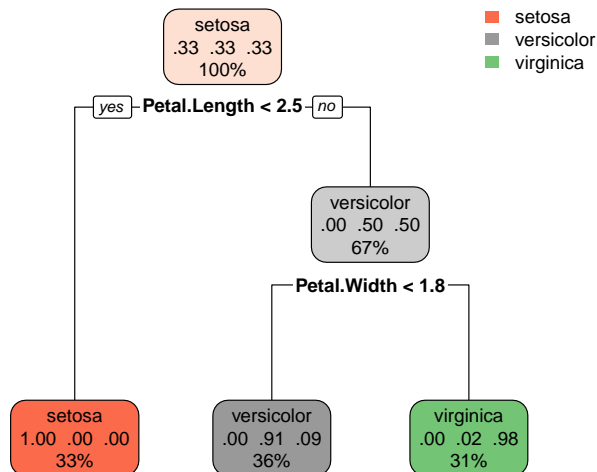 setosa
.33 .33 .33
100%
setosa
versicolor
virginica
yes Petal.Length < 2.5 no
versicolor
.00 .50 .50
67%
Petal.Width < 1.8
setosa
1.00 .00 .00
33%
versicolor
.00 .91 .09
36%
virginica
.00 .02 .98
31%